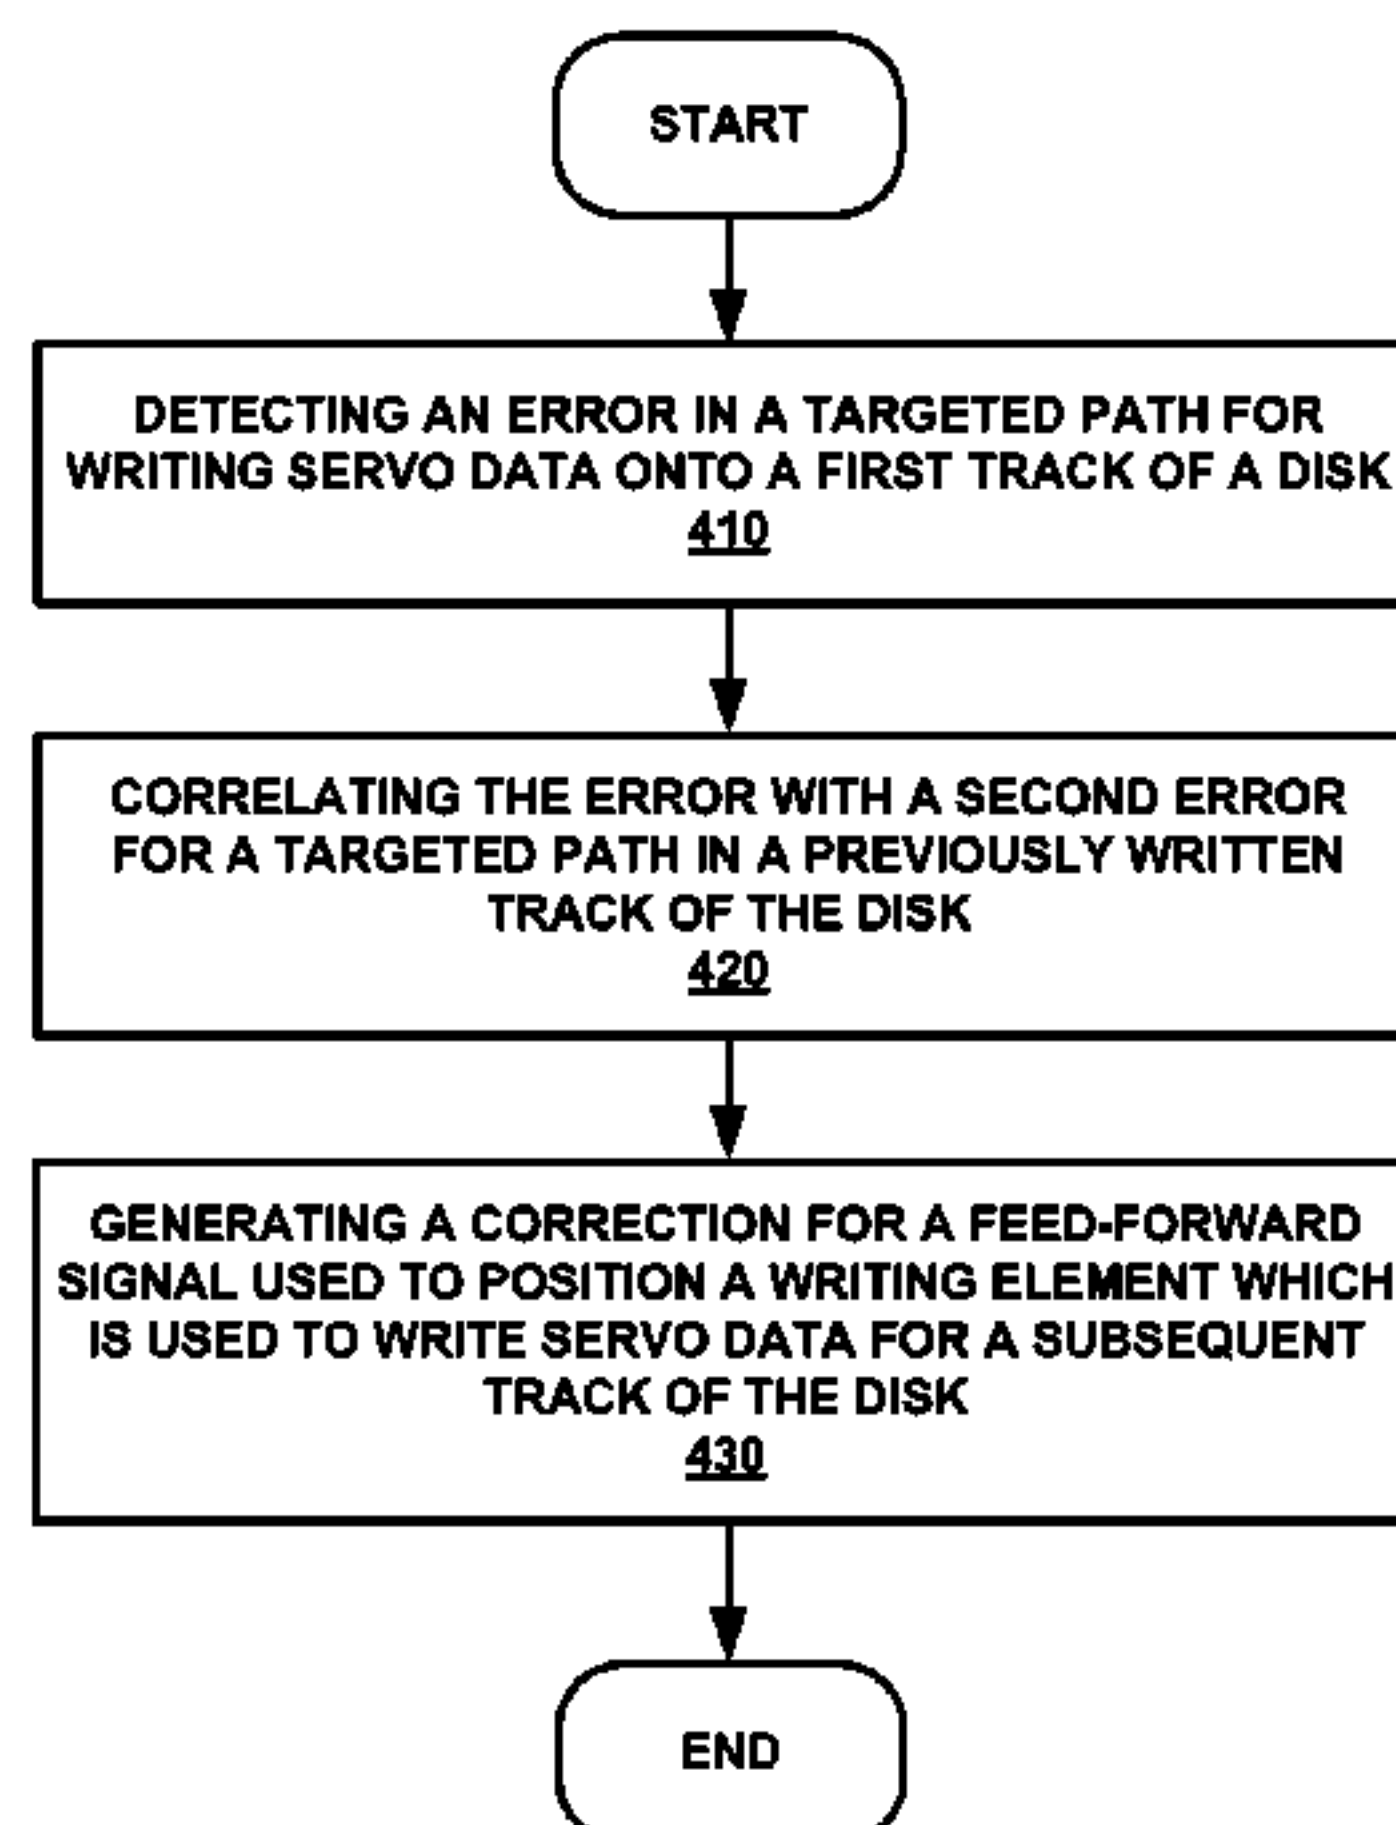 START
DETECTING AN ERROR IN A TARGETED PATH FOR
WRITING SERVO DATA ONTO A FIRST TRACK OF A DISK
410
CORRELATING THE ERROR WITH A SECOND ERROR
FOR A TARGETED PATH IN A PREVIOUSLY WRITTEN
TRACK OF THE DISK
420
GENERATING A CORRECTION FOR A FEED-FORWARD
SIGNAL USED TO POSITION A WRITING ELEMENT WHICH
IS USED TO WRITE SERVO DATA FOR A SUBSEQUENT
TRACK OF THE DISK
430
END